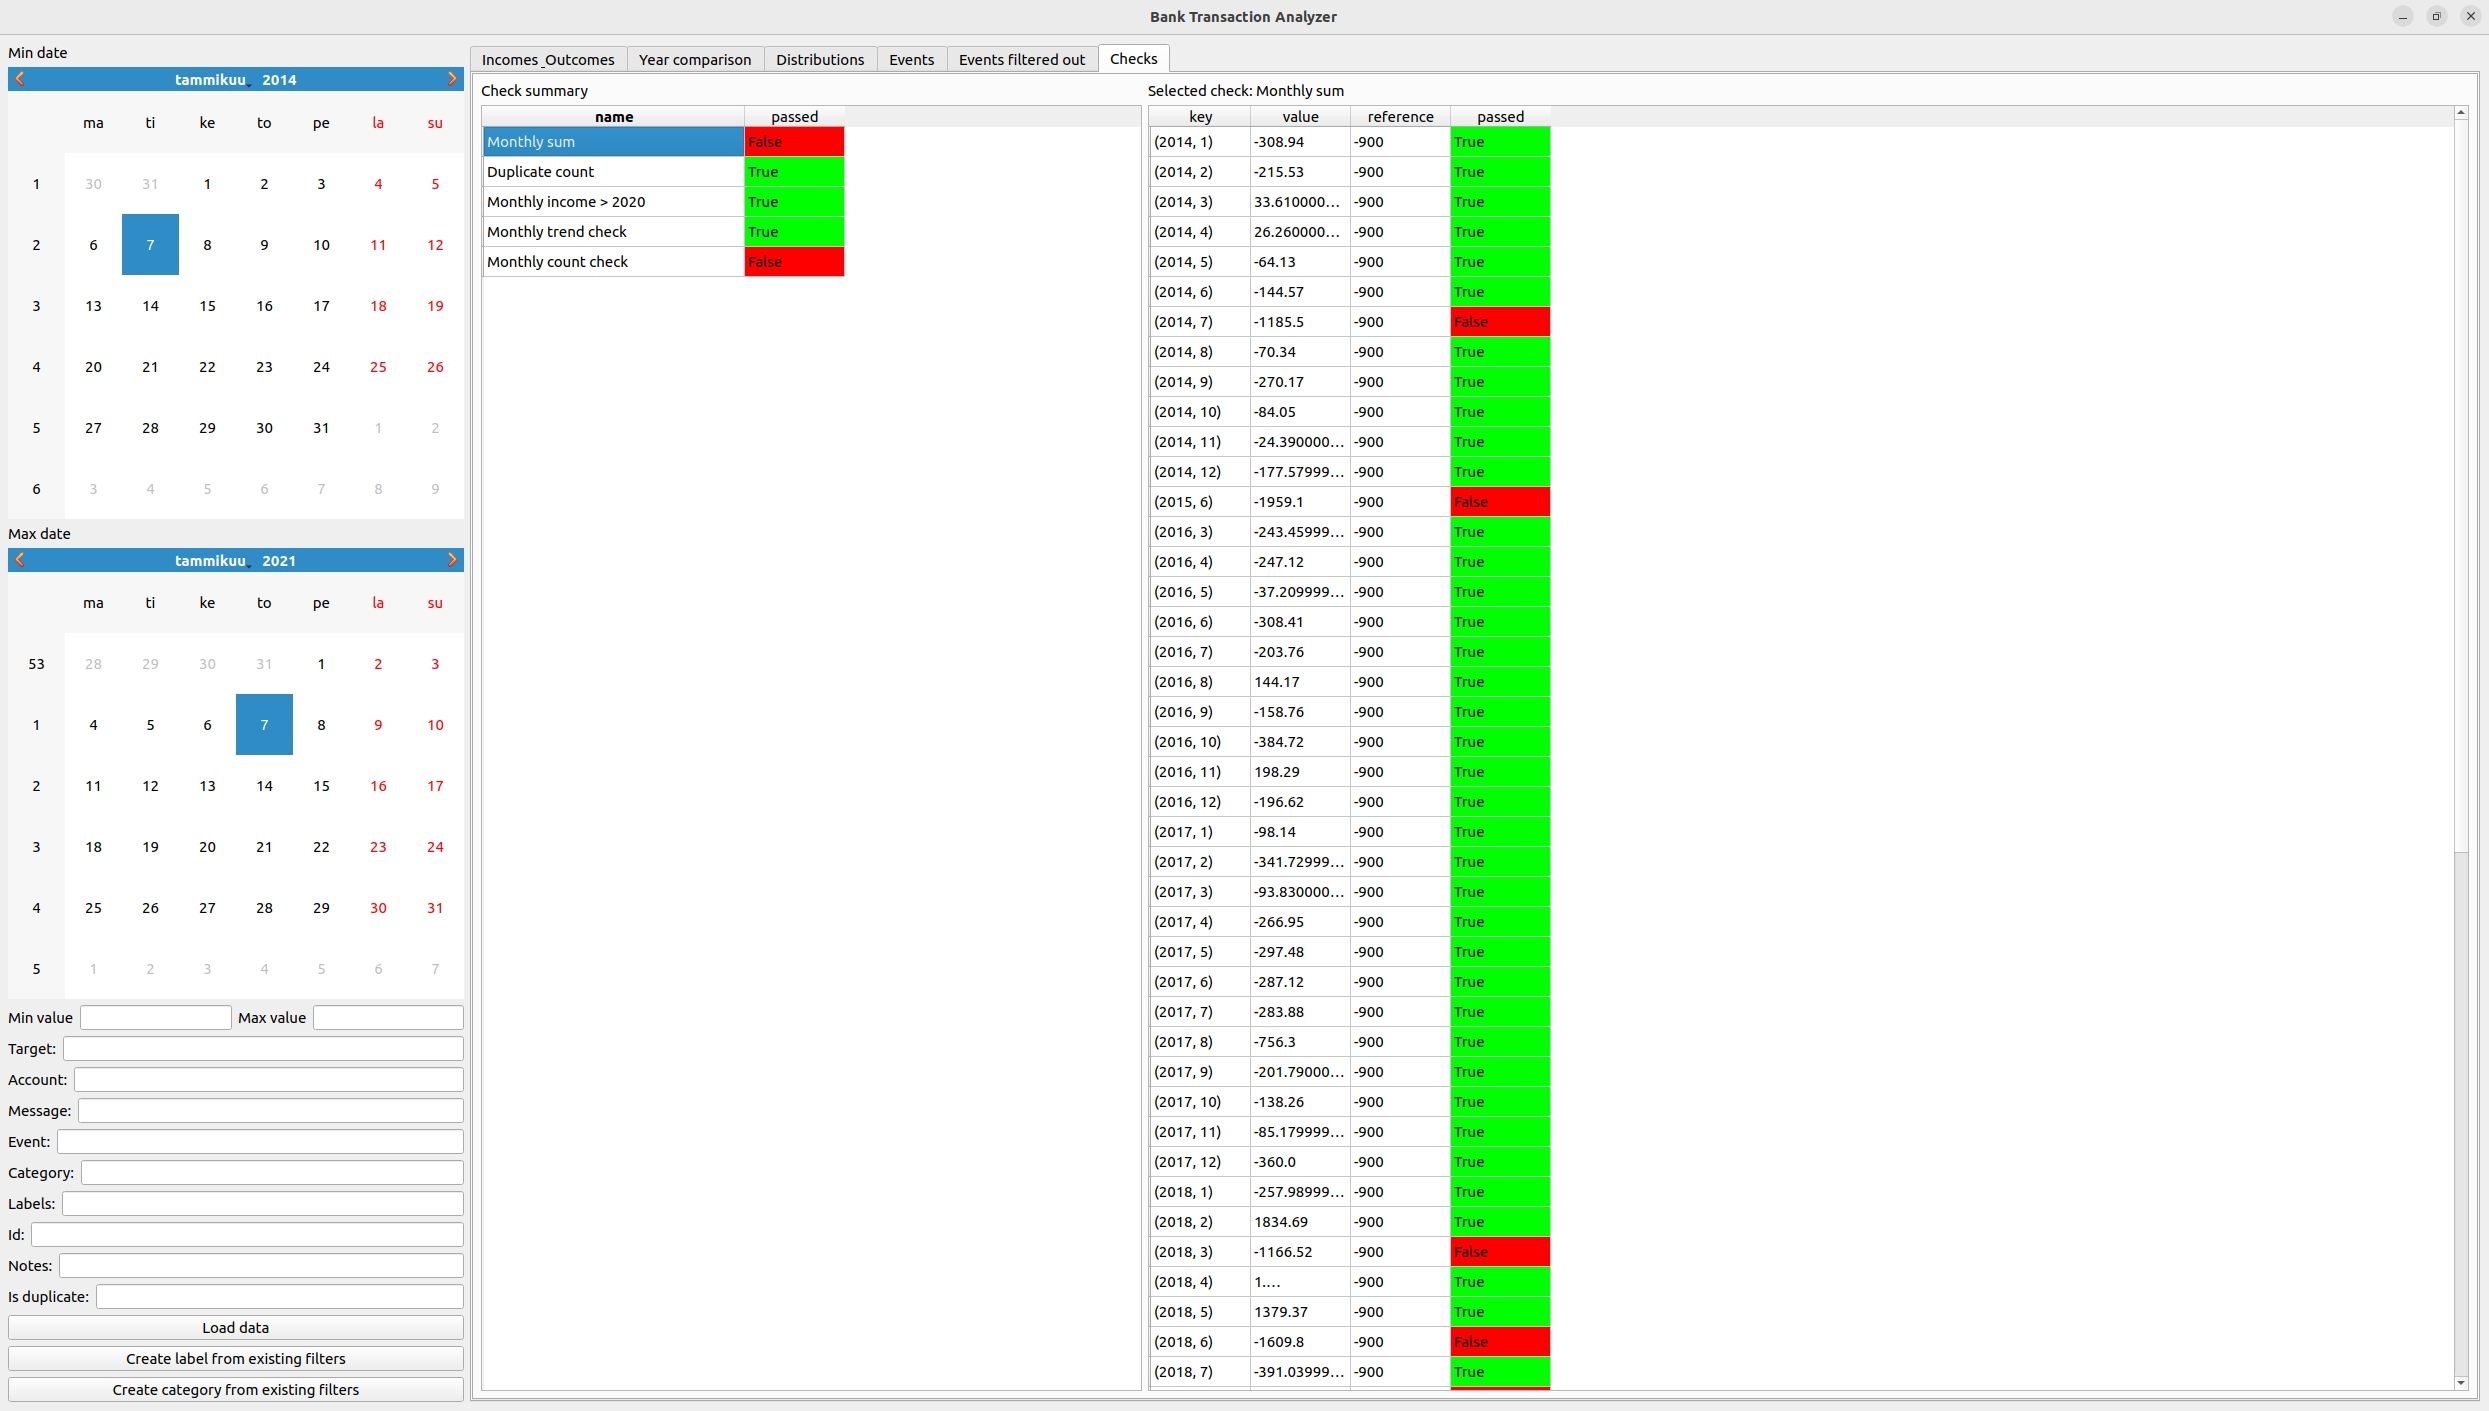 Bank Transaction Analyzer
Min date
tammikuu 2014
ma ti ke to pe la su
1 30 31 1 2 3 4 5
2 6 7 8 9 10 11 12
3 13 14 15 16 17 18 19
4 20 21 22 23 24 25 26
5 27 28 29 30 31 1 2
6 3 4 5 6 7 8 9
Max date
tammikuu 2021
ma ti ke to pe la su
53 28 29 30 31 1 2 3
1 4 5 6 7 8 9 10
2 11 12 13 14 15 16 17
3 18 19 20 21 22 23 24
4 25 26 27 28 29 30 31
5 1 2 3 4 5 6 7
Min value Max value
Target:
Account:
Message:
Event:
Category:
Labels:
Id:
Notes:
Is duplicate:
Load data
Create label from existing filters
Create category from existing filters
Incomes_Outcomes Year comparison Distributions Events Events filtered out Checks
Check summary
name passed
Monthly sum False
Duplicate count True
Monthly income > 2020 True
Monthly trend check True
Monthly count check False
Selected check: Monthly sum
key value reference passed
(2014, 1) -308.94 -900 True
(2014, 2) -215.53 -900 True
(2014, 3) 33.610000... -900 True
(2014, 4) 26.260000... -900 True
(2014, 5) -64.13 -900 True
(2014, 6) -144.57 -900 True
(2014, 7) -1185.5 -900 False
(2014, 8) -70.34 -900 True
(2014, 9) -270.17 -900 True
(2014, 10) -84.05 -900 True
(2014, 11) -24.390000... -900 True
(2014, 12) -177.57999... -900 True
(2015, 6) -1959.1 -900 False
(2016, 3) -243.45999... -900 True
(2016, 4) -247.12 -900 True
(2016, 5) -37.209999... -900 True
(2016, 6) -308.41 -900 True
(2016, 7) -203.76 -900 True
(2016, 8) 144.17 -900 True
(2016, 9) -158.76 -900 True
(2016, 10) -384.72 -900 True
(2016, 11) 198.29 -900 True
(2016, 12) -196.62 -900 True
(2017, 1) -98.14 -900 True
(2017, 2) -341.72999... -900 True
(2017, 3) -93.830000... -900 True
(2017, 4) -266.95 -900 True
(2017, 5) -297.48 -900 True
(2017, 6) -287.12 -900 True
(2017, 7) -283.88 -900 True
(2017, 8) -756.3 -900 True
(2017, 9) -201.79000... -900 True
(2017, 10) -138.26 -900 True
(2017, 11) -85.179999... -900 True
(2017, 12) -360.0 -900 True
(2018, 1) -257.98999... -900 True
(2018, 2) 1834.69 -900 True
(2018, 3) -1166.52 -900 False
(2018, 4) 1.... -900 True
(2018, 5) 1379.37 -900 True
(2018, 6) -1609.8 -900 False
(2018, 7) -391.03999... -900 True